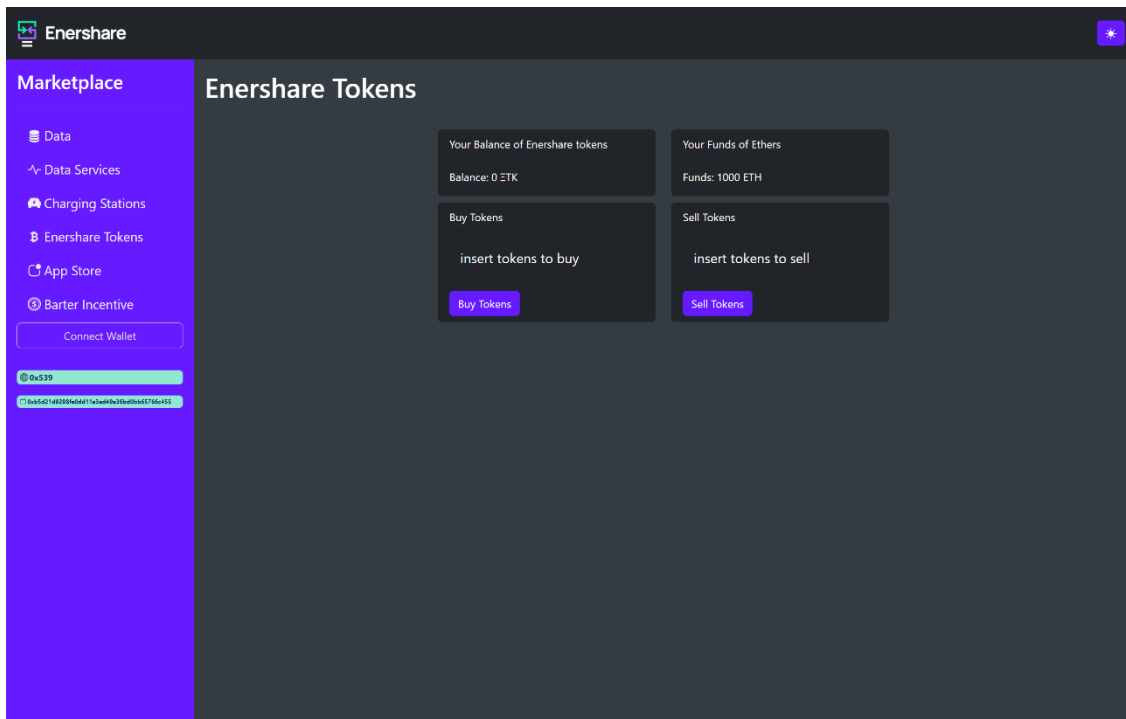 Enershare
Marketplace
Data
Data Services
Charging Stations
Enershare Tokens
App Store
Barter Incentive
Connect Wallet
0x539
Enershare Tokens
Your Balance of Enershare tokens
Balance: 0 ΞTK
Your Funds of Ethers
Funds: 1000 ETH
Buy Tokens
insert tokens to buy
Buy Tokens
Sell Tokens
insert tokens to sell
Sell Tokens